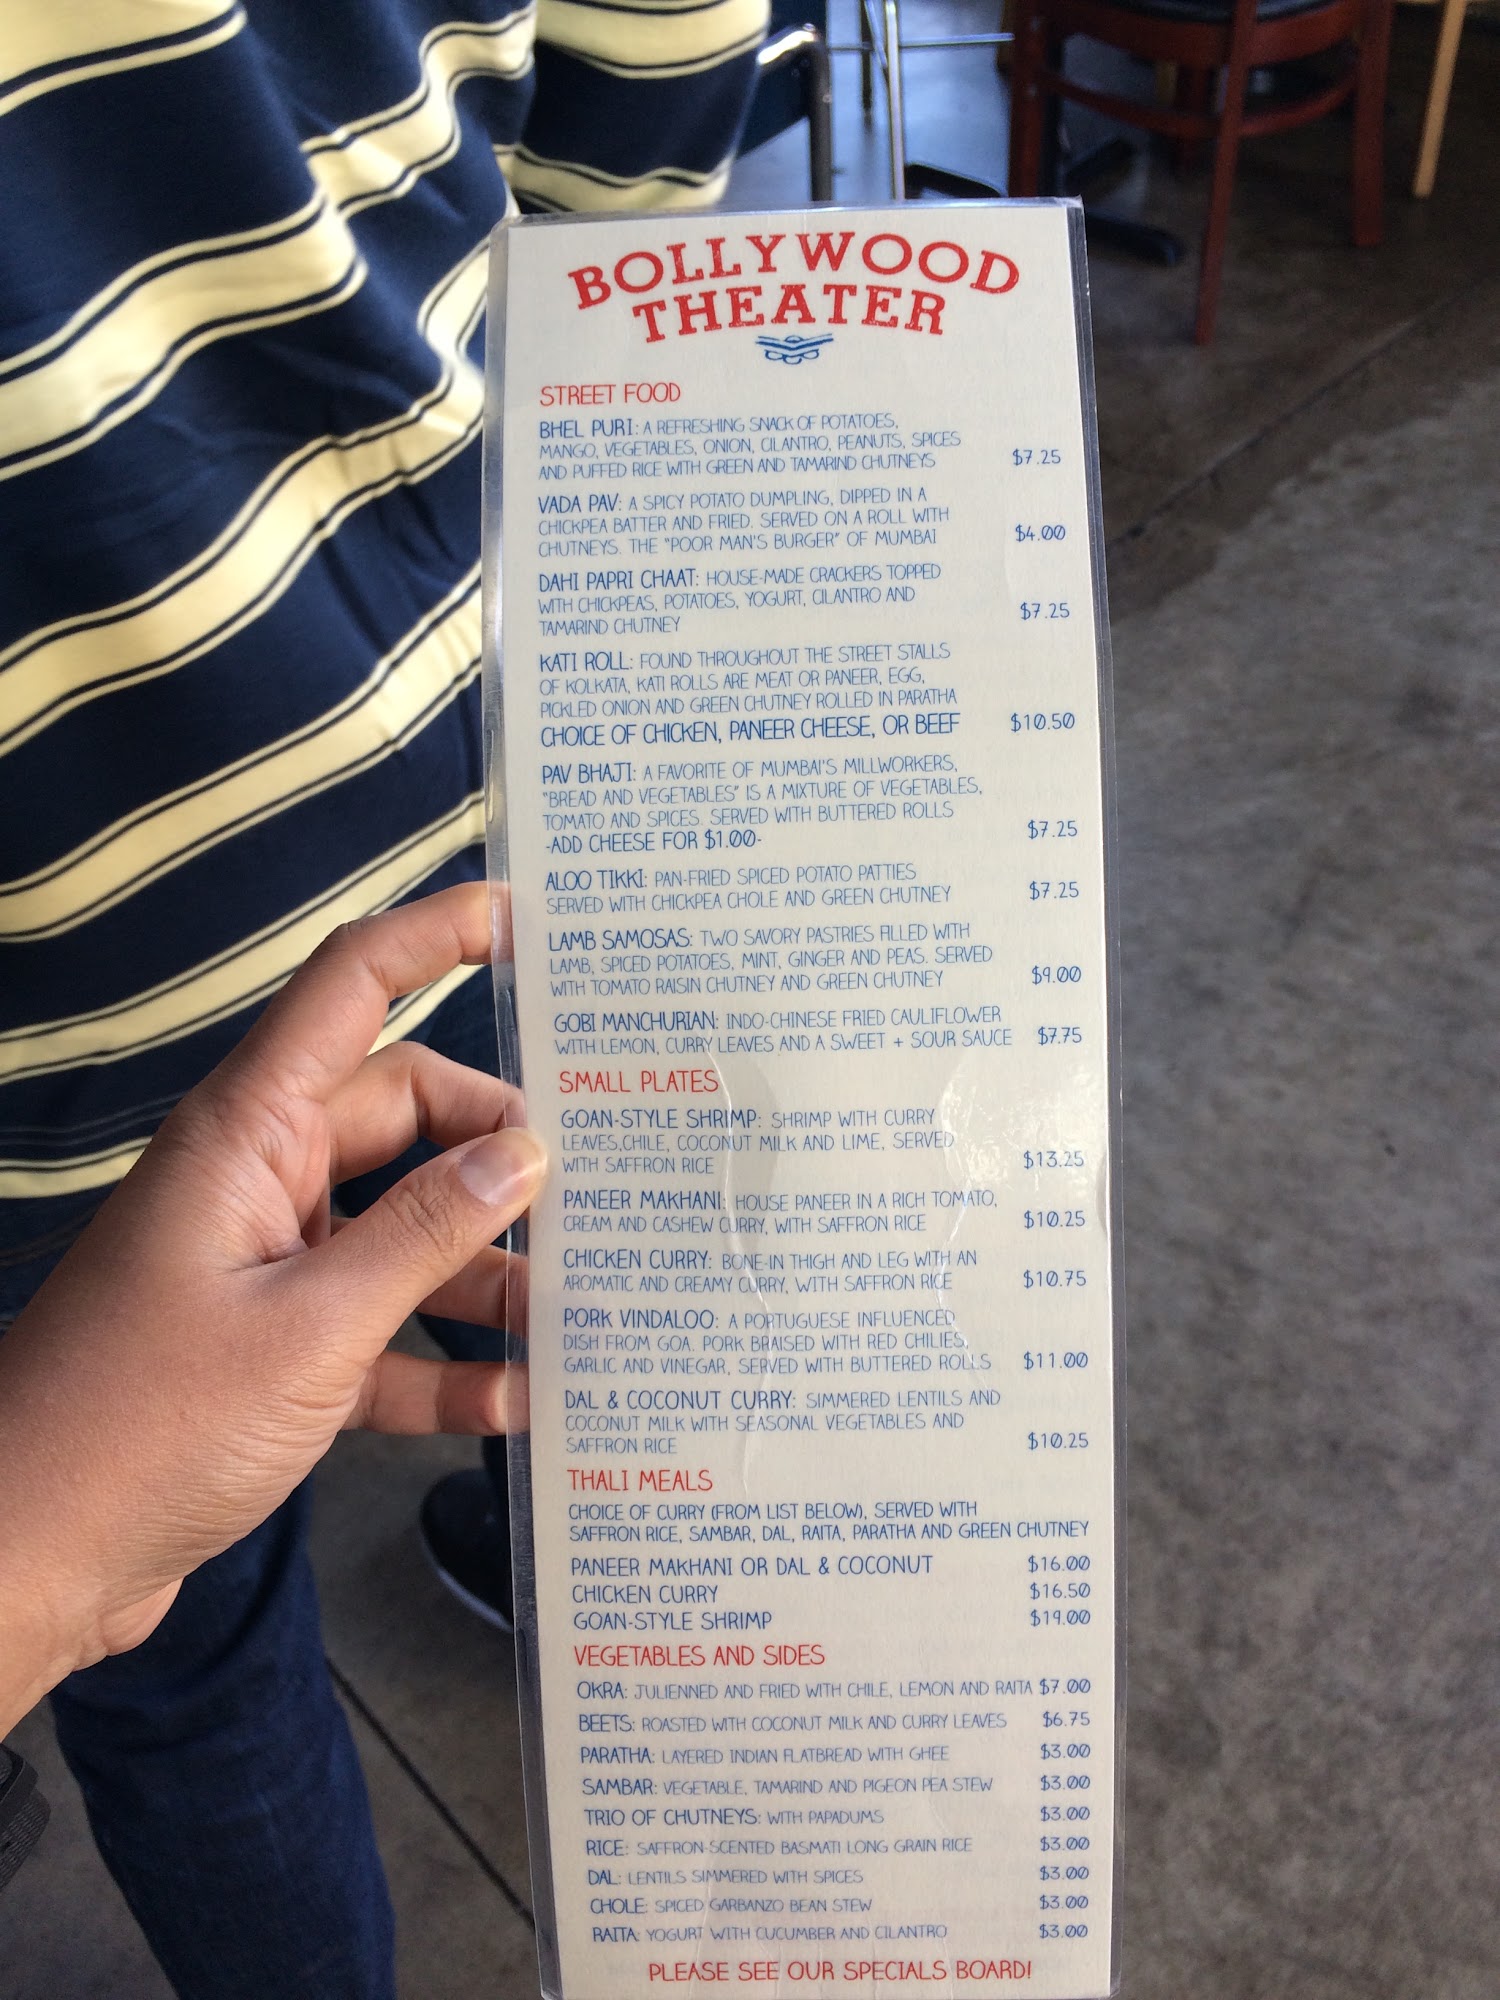 BOLLYWOOD
THEATER
STREET FOOD
BHEL PURI: A REFRESHING SNACK OF POTATOES,
MANGO, VEGETABLES, ONION, CILANTRO, PEANUTS, SPICES
AND PUFFED RICE WITH GREEN AND TAMARIND CHUTNEYS $7.25
VADA PAV: A SPICY POTATO DUMPLING, DIPPED IN A
CHICKPEA BATTER AND FRIED. SERVED ON A ROLL WITH
CHUTNEYS. THE "POOR MAN'S BURGER" OF MUMBAI $4.00
DAHI PAPRI CHAAT: HOUSE-MADE CRACKERS TOPPED
WITH CHICKPEAS, POTATOES, YOGURT, CILANTRO AND
TAMARIND CHUTNEY $7.25
KATI ROLL: FOUND THROUGHOUT THE STREET STALLS
OF KOLKATA, KATI ROLLS ARE MEAT OR PANEER, EGG,
PICKLED ONION AND GREEN CHUTNEY ROLLED IN PARATHA
CHOICE OF CHICKEN, PANEER CHEESE, OR BEEF $10.50
PAV BHAJI: A FAVORITE OF MUMBAI'S MILLWORKERS,
"BREAD AND VEGETABLES" IS A MIXTURE OF VEGETABLES,
TOMATO AND SPICES. SERVED WITH BUTTERED ROLLS
-ADD CHEESE FOR $1.00- $7.25
ALOO TIKKI: PAN-FRIED SPICED POTATO PATTIES
SERVED WITH CHICKPEA CHOLE AND GREEN CHUTNEY $7.25
LAMB SAMOSAS: TWO SAVORY PASTRIES FILLED WITH
LAMB, SPICED POTATOES, MINT, GINGER AND PEAS. SERVED
WITH TOMATO RAISIN CHUTNEY AND GREEN CHUTNEY $9.00
GOBI MANCHURIAN: INDO-CHINESE FRIED CAULIFLOWER
WITH LEMON, CURRY LEAVES AND A SWEET + SOUR SAUCE $7.75
SMALL PLATES
GOAN-STYLE SHRIMP: SHRIMP WITH CURRY
LEAVES,CHILE, COCONUT MILK AND LIME, SERVED
WITH SAFFRON RICE $13.25
PANEER MAKHANI: HOUSE PANEER IN A RICH TOMATO,
CREAM AND CASHEW CURRY, WITH SAFFRON RICE $10.25
CHICKEN CURRY: BONE-IN THIGH AND LEG WITH AN
AROMATIC AND CREAMY CURRY, WITH SAFFRON RICE $10.75
PORK VINDALOO: A PORTUGUESE INFLUENCED
DISH FROM GOA. PORK BRAISED WITH RED CHILIES,
GARLIC AND VINEGAR, SERVED WITH BUTTERED ROLLS $11.00
DAL & COCONUT CURRY: SIMMERED LENTILS AND
COCONUT MILK WITH SEASONAL VEGETABLES AND
SAFFRON RICE $10.25
THALI MEALS
CHOICE OF CURRY (FROM LIST BELOW), SERVED WITH
SAFFRON RICE, SAMBAR, DAL, RAITA, PARATHA AND GREEN CHUTNEY
PANEER MAKHANI OR DAL & COCONUT $16.00
CHICKEN CURRY $16.50
GOAN-STYLE SHRIMP $19.00
VEGETABLES AND SIDES
OKRA: JULIENNED AND FRIED WITH CHILE, LEMON AND RAITA $7.00
BEETS: ROASTED WITH COCONUT MILK AND CURRY LEAVES $6.75
PARATHA: LAYERED INDIAN FLATBREAD WITH GHEE $3.00
SAMBAR: VEGETABLE, TAMARIND AND PIGEON PEA STEW $3.00
TRIO OF CHUTNEYS: WITH PAPADUMS $3.00
RICE: SAFFRON-SCENTED BASMATI LONG GRAIN RICE $3.00
DAL: LENTILS SIMMERED WITH SPICES $3.00
CHOLE: SPICED GARBANZO BEAN STEW $3.00
RAITA: YOGURT WITH CUCUMBER AND CILANTRO $3.00
PLEASE SEE OUR SPECIALS BOARD!